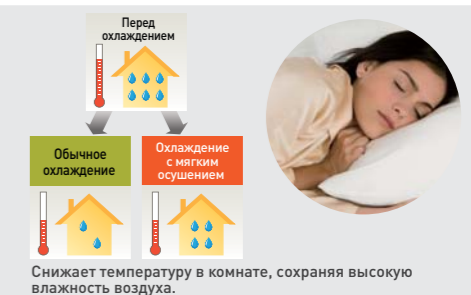 Перед
охлаждением
Обычное
охлаждение
Охлаждение
с мягким
осушением
Снижает температуру в комнате, сохраняя высокую
влажность воздуха.